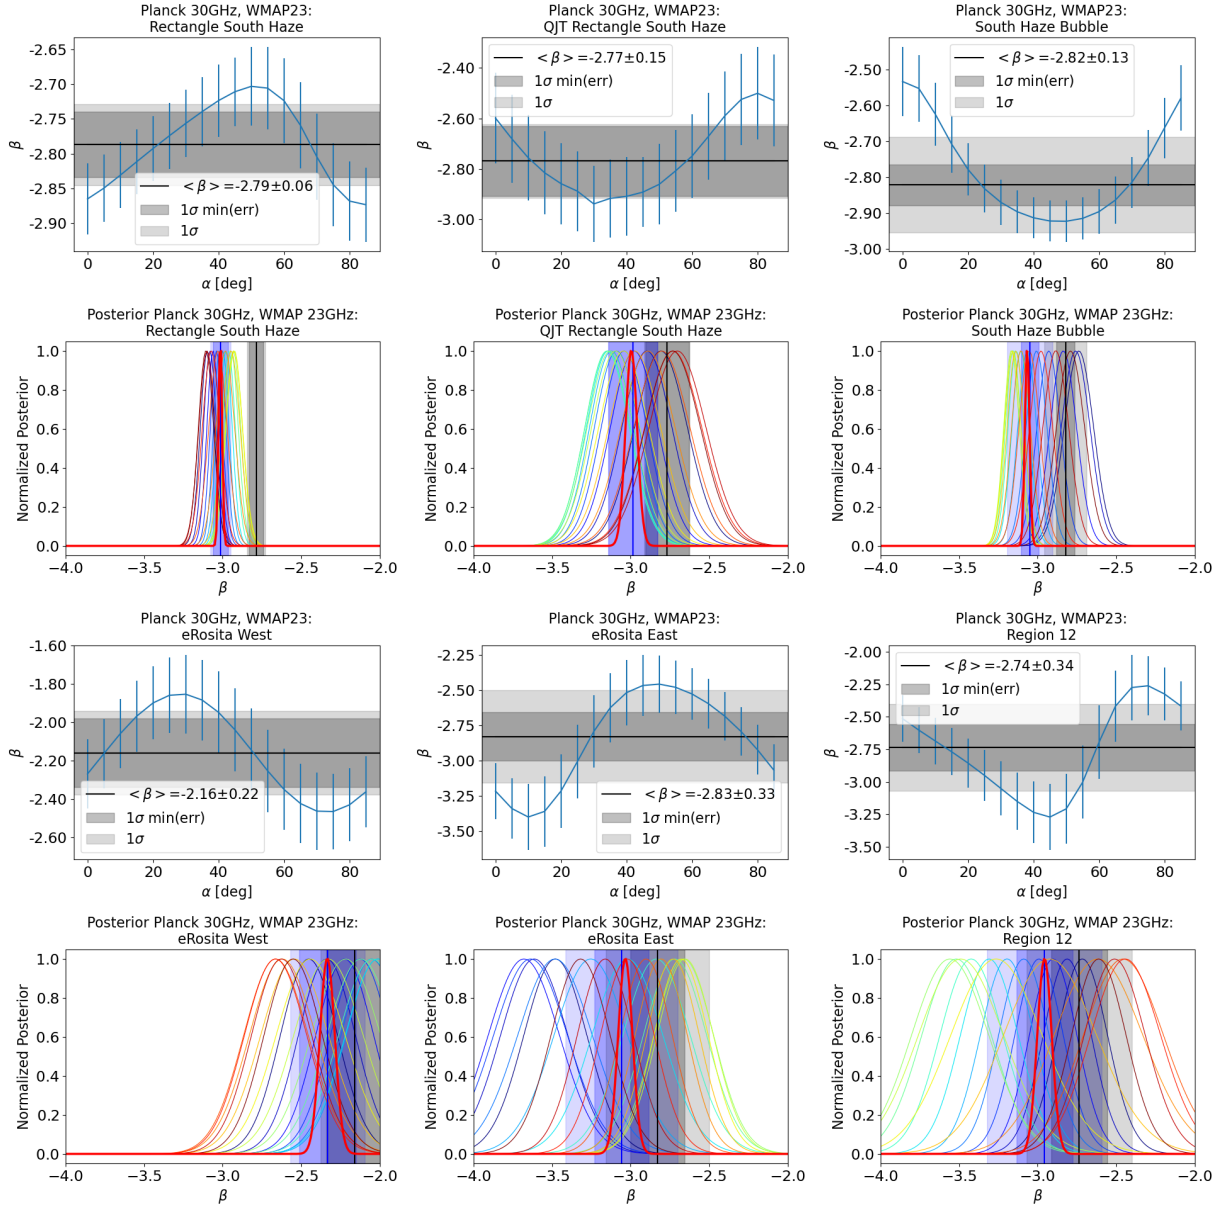 Planck 30GHz, WMAP23:
Rectangle South Haze
−2.65
−2.70
−2.75
−2.80
−2.85
−2.90
β
0 20 40 60 80
α [deg]
<β>=-2.79±0.06
1σ min(err)
1σ
Planck 30GHz, WMAP23:
QJT Rectangle South Haze
-2.40
-2.60
-2.80
-3.00
β
0 20 40 60 80
α [deg]
<β>=-2.77±0.15
1σ min(err)
1σ
Planck 30GHz, WMAP23:
South Haze Bubble
-2.50
-2.60
-2.70
-2.80
-2.90
-3.00
β
0 20 40 60 80
α [deg]
<β>=-2.82±0.13
1σ min(err)
1σ
Posterior Planck 30GHz, WMAP 23GHz:
Rectangle South Haze
1.0
0.8
0.6
0.4
0.2
0.0
Normalized Posterior
−4.0 −3.5 −3.0 −2.5 −2.0
β
Posterior Planck 30GHz, WMAP 23GHz:
QJT Rectangle South Haze
1.0
0.8
0.6
0.4
0.2
0.0
Normalized Posterior
−4.0 −3.5 −3.0 −2.5 −2.0
β
Posterior Planck 30GHz, WMAP 23GHz:
South Haze Bubble
1.0
0.8
0.6
0.4
0.2
0.0
Normalized Posterior
−4.0 −3.5 −3.0 −2.5 −2.0
β
Planck 30GHz, WMAP23:
eRosita West
-1.60
-1.80
-2.00
-2.20
-2.40
-2.60
β
0 20 40 60 80
α [deg]
<β>=-2.16±0.22
1σ min(err)
1σ
Planck 30GHz, WMAP23:
eRosita East
-2.25
-2.50
-2.75
-3.00
-3.25
-3.50
β
0 20 40 60 80
α [deg]
<β>=-2.83±0.33
1σ min(err)
1σ
Planck 30GHz, WMAP23:
Region 12
-2.00
-2.25
-2.50
-2.75
-3.00
-3.25
-3.50
β
0 20 40 60 80
α [deg]
<β>=-2.74±0.34
1σ min(err)
1σ
Posterior Planck 30GHz, WMAP 23GHz:
eRosita West
1.0
0.8
0.6
0.4
0.2
0.0
Normalized Posterior
−4.0 −3.5 −3.0 −2.5 −2.0
β
Posterior Planck 30GHz, WMAP 23GHz:
eRosita East
1.0
0.8
0.6
0.4
0.2
0.0
Normalized Posterior
−4.0 −3.5 −3.0 −2.5 −2.0
β
Posterior Planck 30GHz, WMAP 23GHz:
Region 12
1.0
0.8
0.6
0.4
0.2
0.0
Normalized Posterior
−4.0 −3.5 −3.0 −2.5 −2.0
β